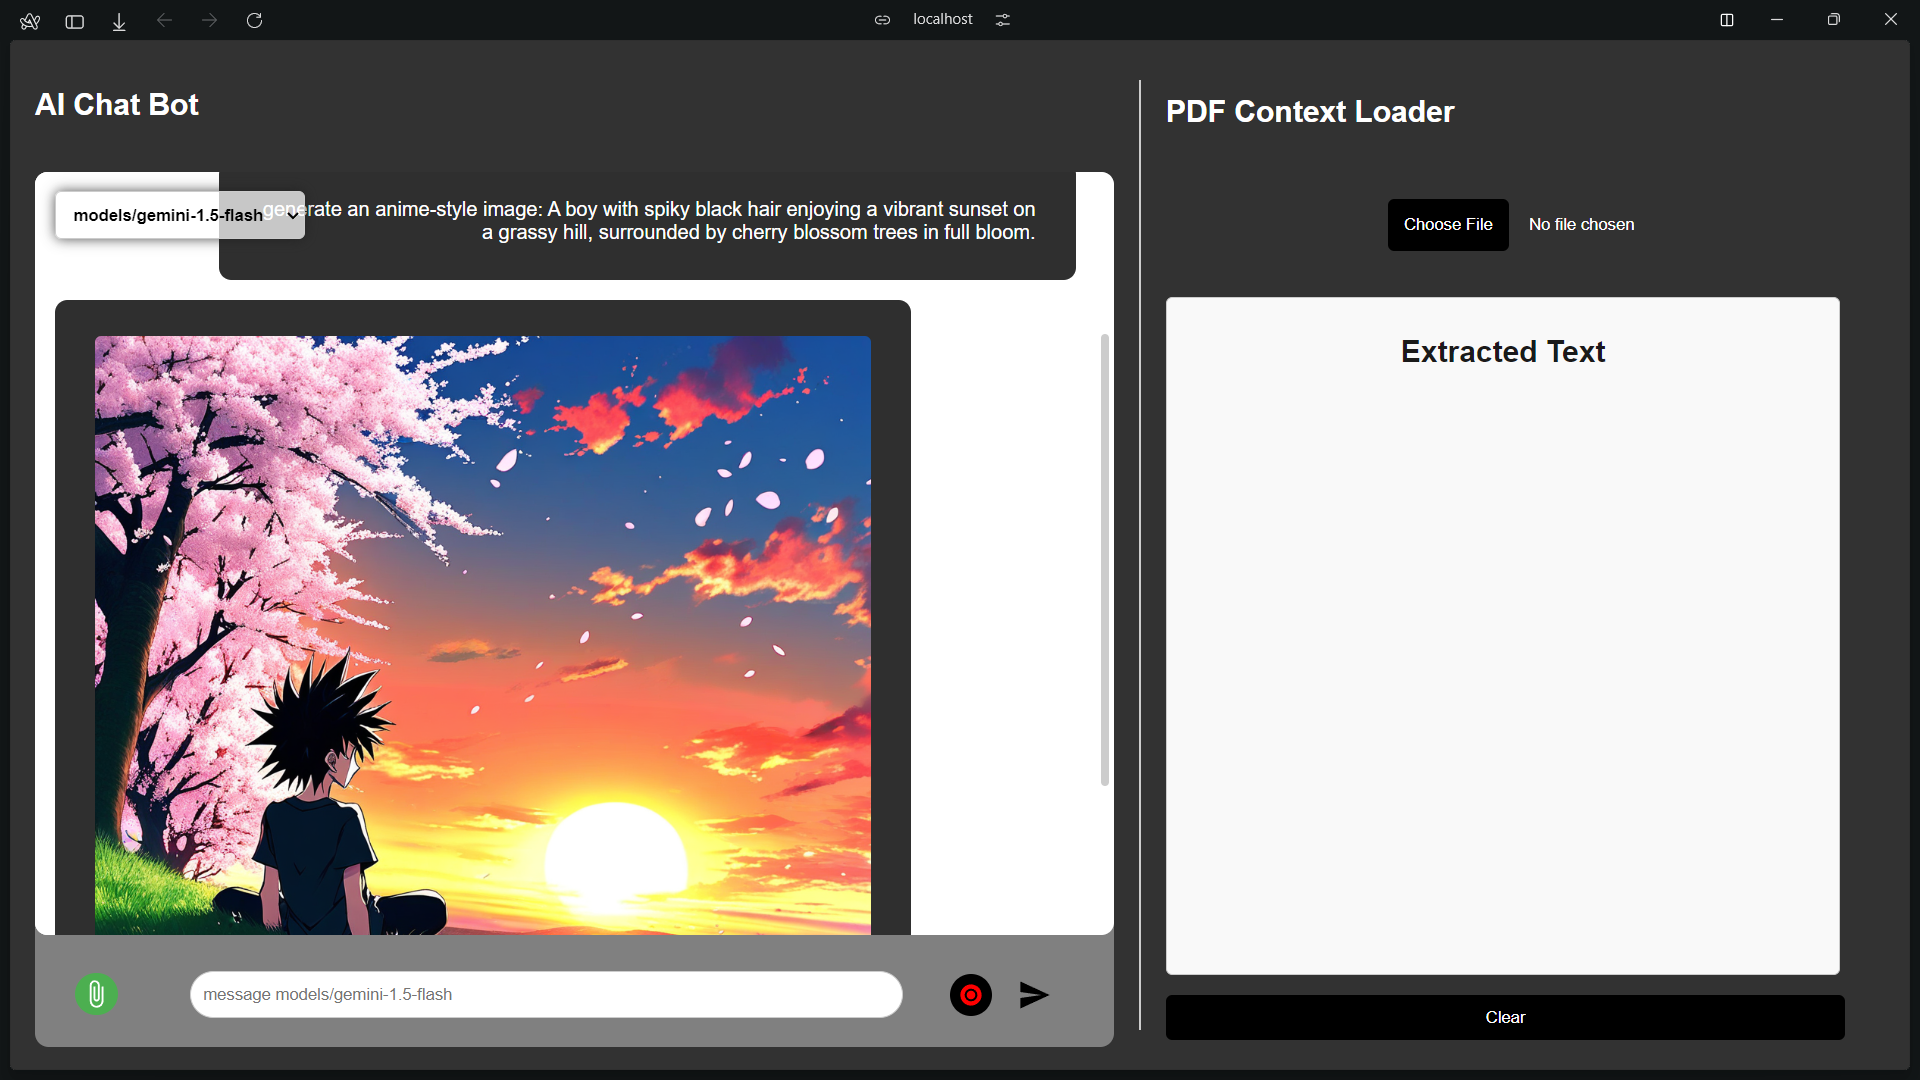 localhost
AI Chat Bot
models/gemini-1.5-flash
generate an anime-style image: A boy with spiky black hair enjoying a vibrant sunset on
a grassy hill, surrounded by cherry blossom trees in full bloom.
message models/gemini-1.5-flash
PDF Context Loader
Choose File No file chosen
Extracted Text
Clear